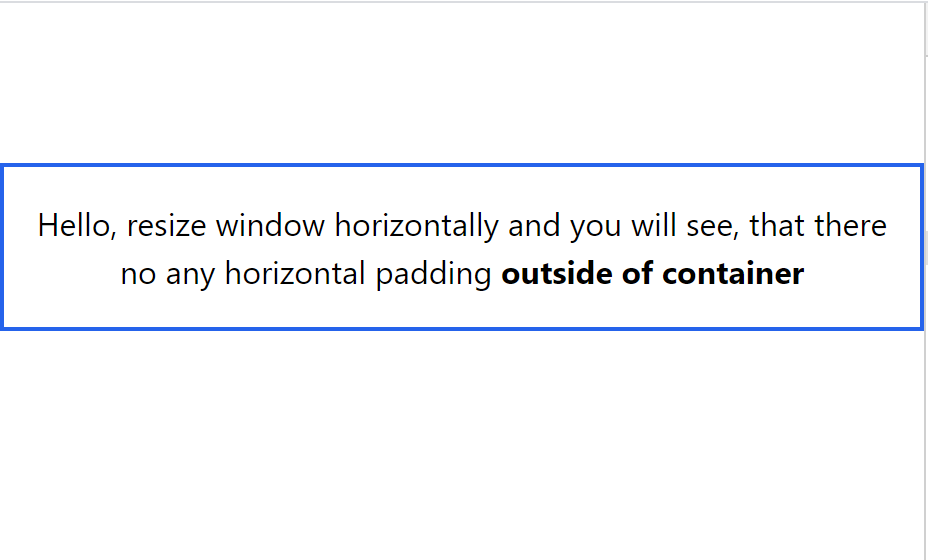 Hello, resize window horizontally and you will see, that there
no any horizontal padding outside of container